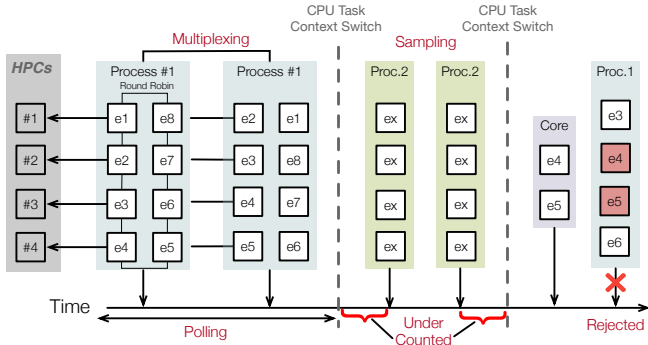 CPU Task
Context Switch
CPU Task
Context Switch
Multiplexing
Sampling
HPCs
Process #1
Round Robin
Process #1
Proc.2
Proc.2
Proc.1
Core
#1
e1
e8
e2
e1
ex
ex
e3
#2
e2
e7
e3
e8
ex
ex
e4
e4
#3
e3
e6
e4
e7
ex
ex
e5
e5
#4
e4
e5
e5
e6
ex
ex
e6
Time
Polling
Under
Counted
Rejected